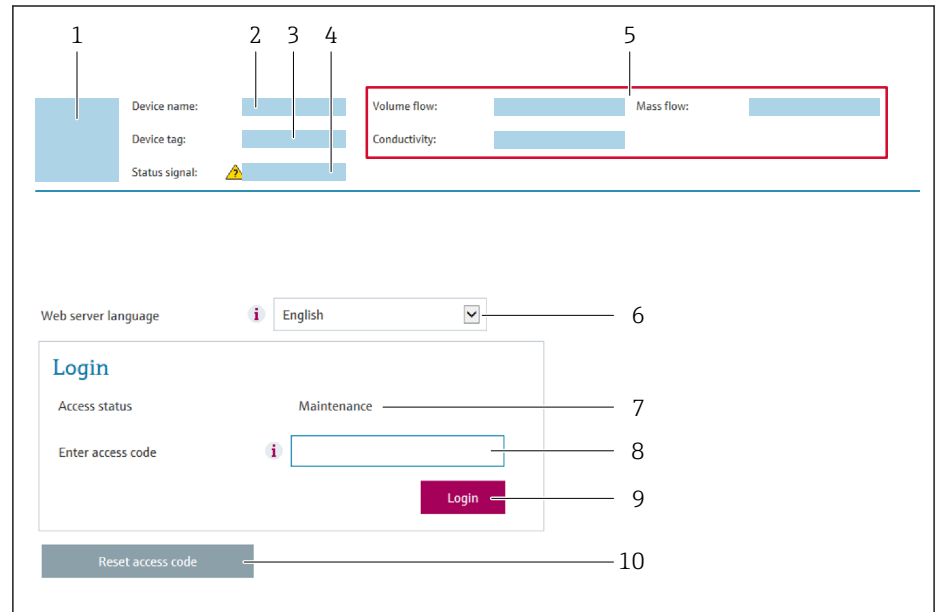 1 2 3 4 5
Device name: Volume flow: Mass flow:
Device tag: Conductivity:
Status signal: ?
Web server language i English 6
Login
Access status Maintenance 7
Enter access code i 8
Login 9
Reset access code 10